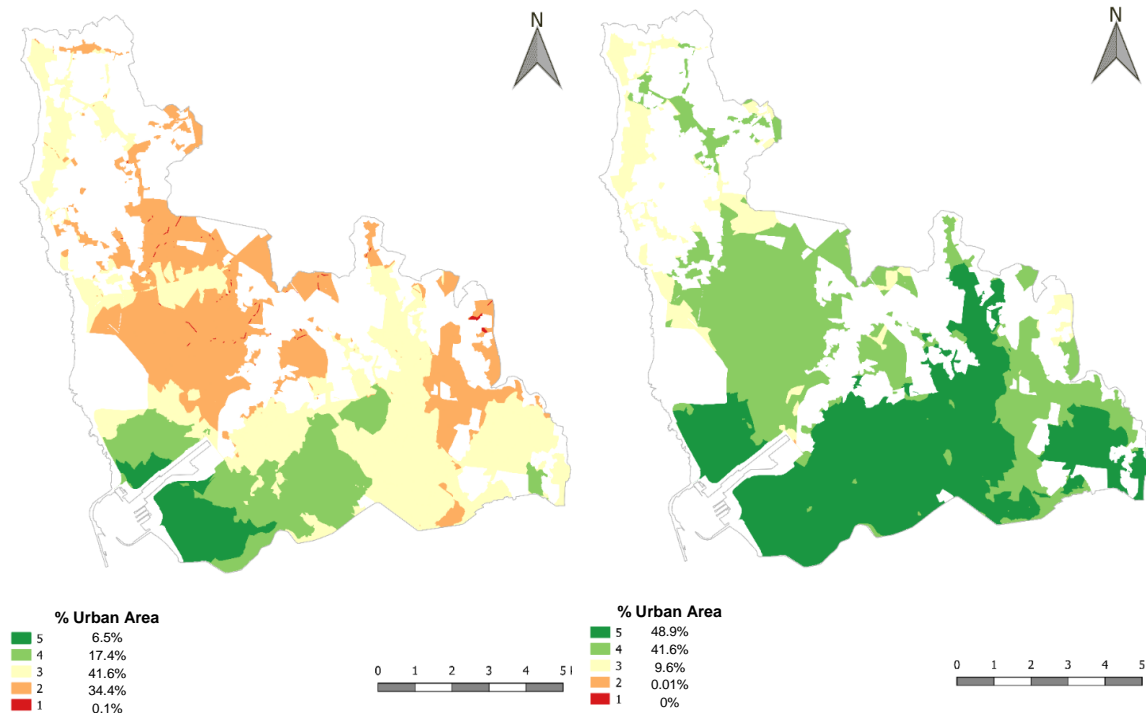 N
% Urban Area
5 6.5%
4 17.4%
3 41.6%
2 34.4%
1 0.1%
0 1 2 3 4 5
N
% Urban Area
5 48.9%
4 41.6%
3 9.6%
2 0.01%
1 0%
0 1 2 3 4 5